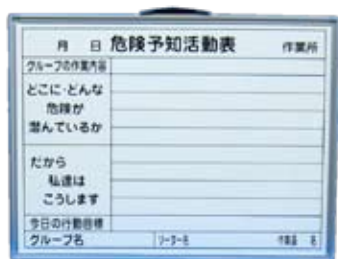 月 日 危険予知活動表 作業所
グループの作業内容
どこに・どんな
危険が
潜んでいるか
だから
私達は
こうします
今日の行動目標
グループ名 リーダー名 作業員 名